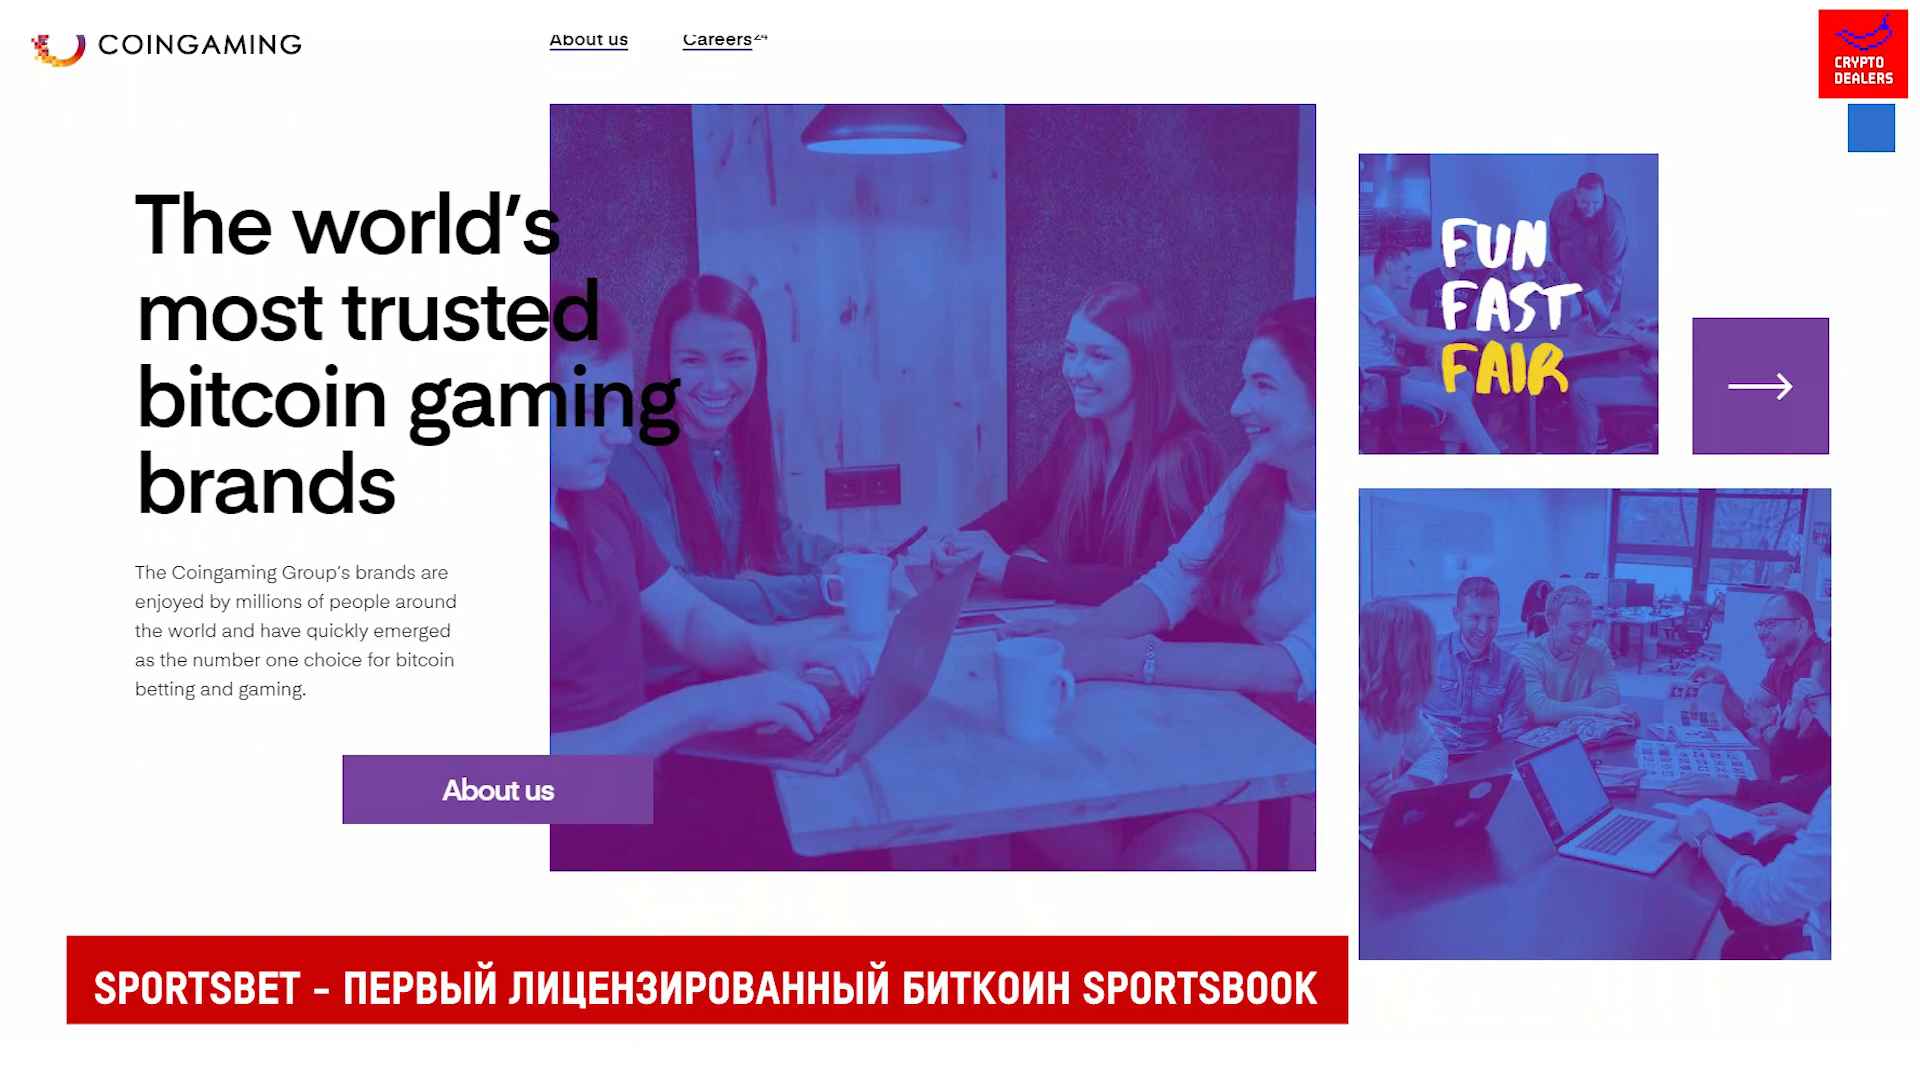 COINGAMING
About us
Careers24
CRYPTO
DEALERS
The world's
most trusted
bitcoin gaming
brands
FUN
FAST
FAIR
The Coingaming Group's brands are
enjoyed by millions of people around
the world and have quickly emerged
as the number one choice for bitcoin
betting and gaming.
About us
SPORTSBET - ПЕРВЫЙ ЛИЦЕНЗИРОВАННЫЙ БИТКОИН SPORTSBOOK